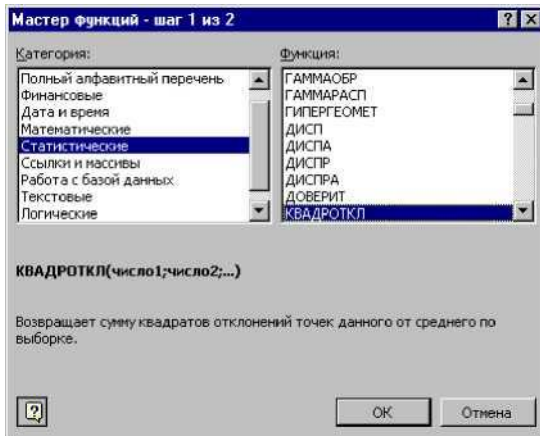 Мастер функций - шаг 1 из 2
Категория:
Полный алфавитный перечень
Финансовые
Дата и время
Математические
Статистические
Ссылки и массивы
Работа с базой данных
Текстовые
Логические
Функция:
ГАММАОБР
ГАММАРАСП
ГИПЕРГЕОМЕТ
ДИСП
ДИСПА
ДИСПР
ДИСПРА
ДОВЕРИТ
КВАДРОТКЛ
КВАДРОТКЛ(число1;число2;...)
Возвращает сумму квадратов отклонений точек данного от среднего по
выборке.
OK
Отмена